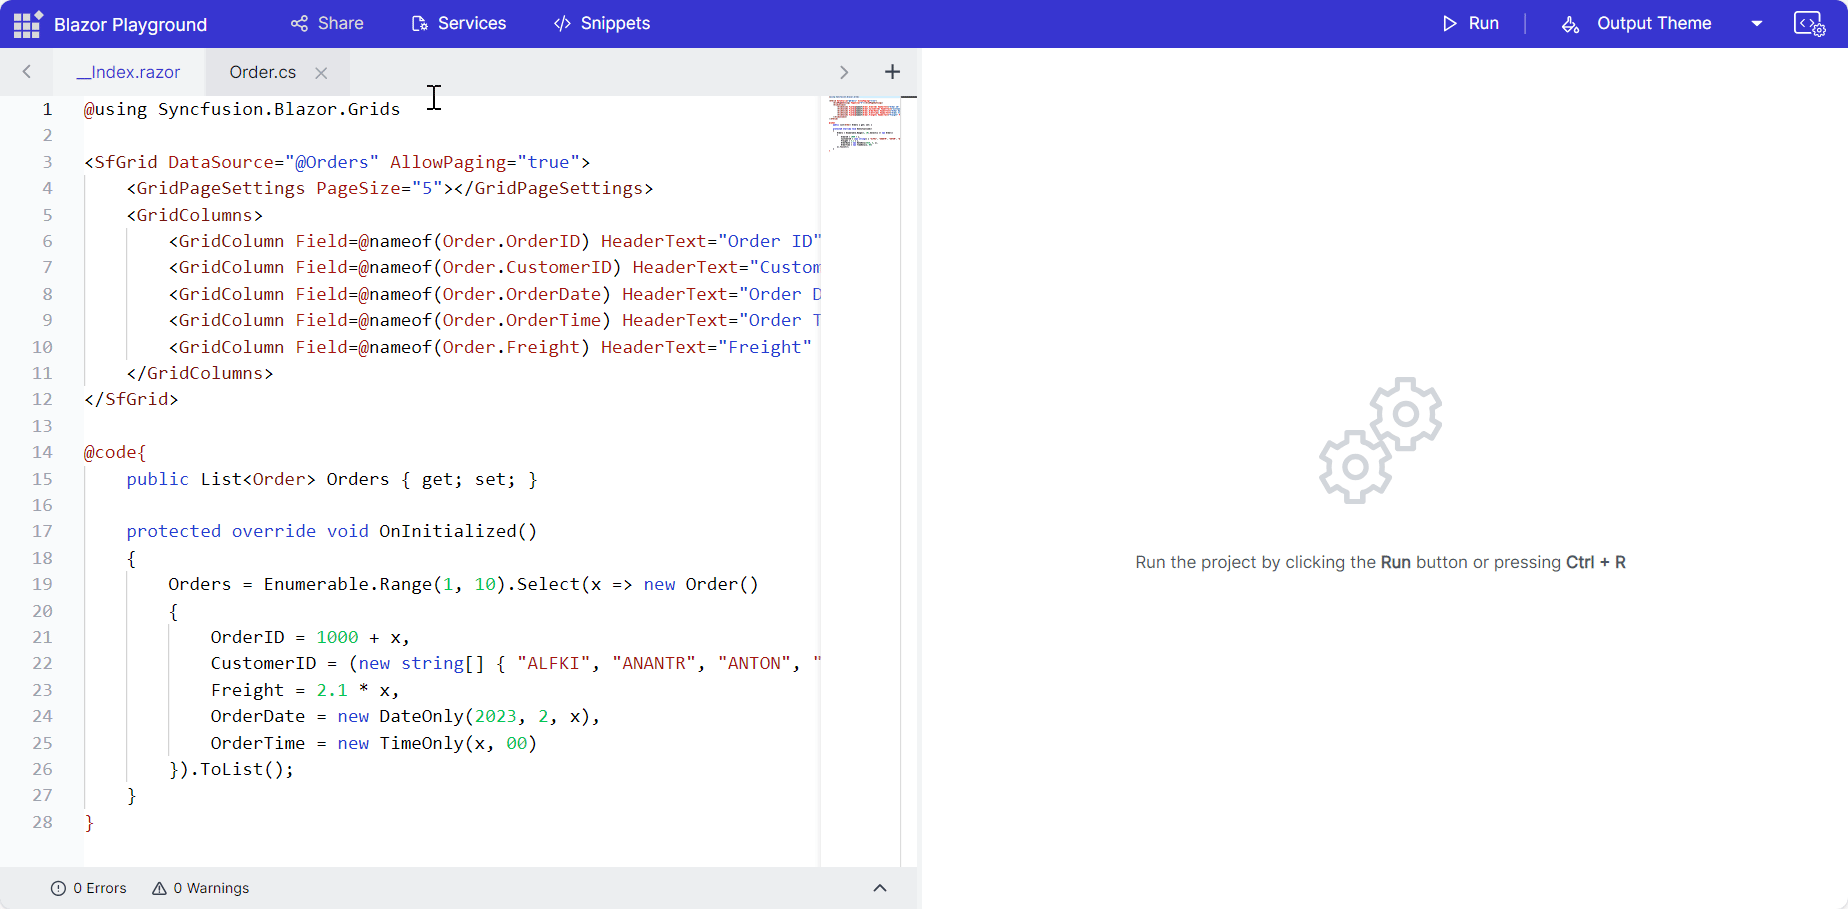 Blazor Playground Share Services Snippets Run Output Theme
__Index.razor Order.cs
1 @using Syncfusion.Blazor.Grids
2
3 <SfGrid DataSource="@Orders" AllowPaging="true">
4 <GridPageSettings PageSize="5"></GridPageSettings>
5 <GridColumns>
6 <GridColumn Field=@nameof(Order.OrderID) HeaderText="Order ID"
7 <GridColumn Field=@nameof(Order.CustomerID) HeaderText="Custom
8 <GridColumn Field=@nameof(Order.OrderDate) HeaderText="Order D
9 <GridColumn Field=@nameof(Order.OrderTime) HeaderText="Order T
10 <GridColumn Field=@nameof(Order.Freight) HeaderText="Freight"
11 </GridColumns>
12 </SfGrid>
13
14 @code{
15 public List<Order> Orders { get; set; }
16
17 protected override void OnInitialized()
18 {
19 Orders = Enumerable.Range(1, 10).Select(x => new Order()
20 {
21 OrderID = 1000 + x,
22 CustomerID = (new string[] { "ALFKI", "ANANTR", "ANTON", "
23 Freight = 2.1 * x,
24 OrderDate = new DateOnly(2023, 2, x),
25 OrderTime = new TimeOnly(x, 00)
26 }).ToList();
27 }
28 }
0 Errors 0 Warnings
Run the project by clicking the Run button or pressing Ctrl + R